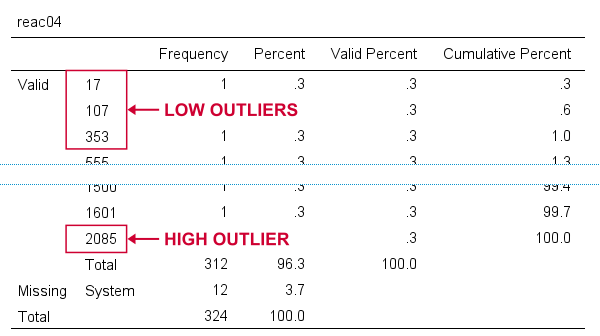 reac04
Frequency Percent Valid Percent Cumulative Percent
Valid 17 1 .3 .3 .3
107 LOW OUTLIERS .3 .6
353 1 .3 .3 1.0
555 1 .3 .3 1.3
1500 1 .3 .3 99.4
1601 1 .3 .3 99.7
2085 HIGH OUTLIER .3 100.0
Total 312 96.3 100.0
Missing System 12 3.7
Total 324 100.0